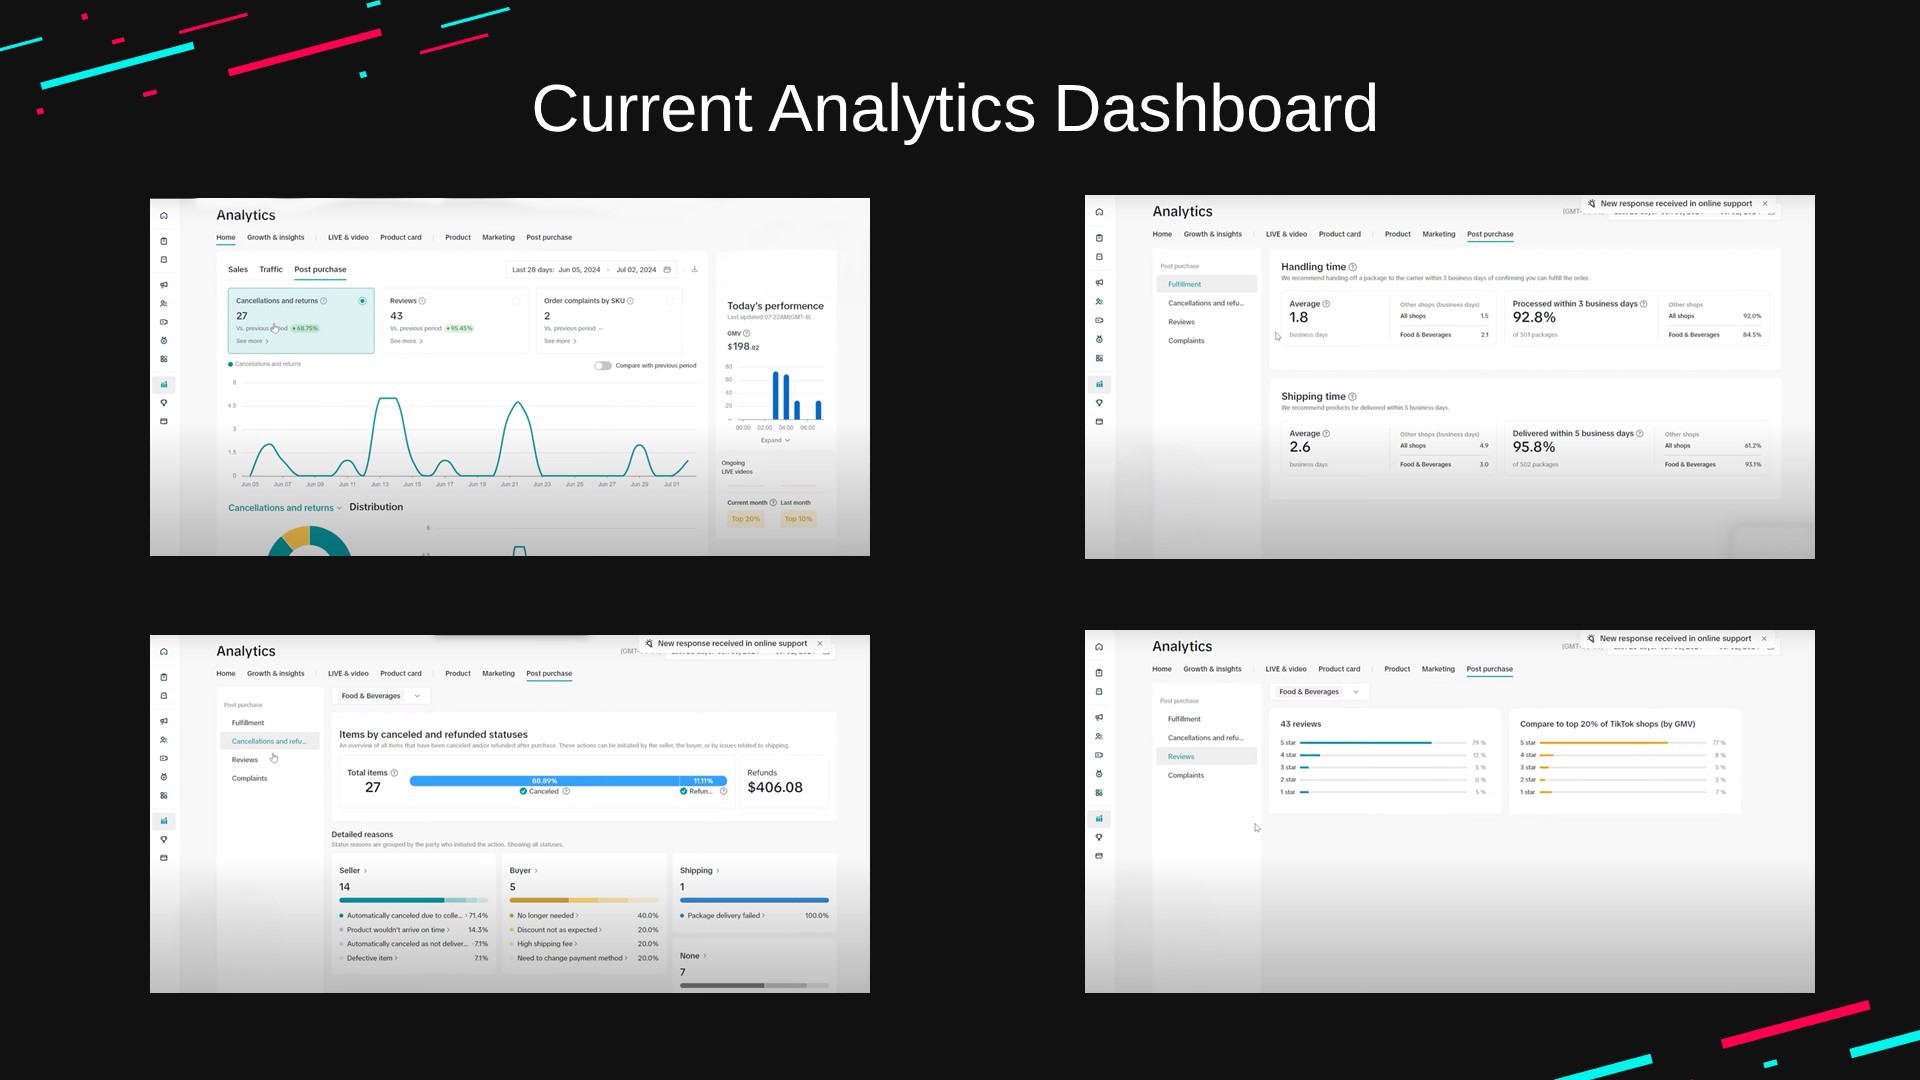 Current Analytics Dashboard
Analytics
Home Growth & insights LIVE & video Product card Product Marketing Post purchase
Sales Traffic Post purchase
Last 28 days: Jun 05, 2024 - Jul 02, 2024
Cancellations and returns
27
Vs. previous period +68.75%
See more >
Reviews
43
Vs. previous period +95.45%
See more >
Order complaints by SKU
2
Vs. previous period --
See more >
Cancellations and returns
Compare with previous period
6
4.5
3
1.5
0
Jun 05 Jun 07 Jun 09 Jun 11 Jun 13 Jun 15 Jun 17 Jun 19 Jun 21 Jun 23 Jun 25 Jun 27 Jun 29 Jul 01
Cancellations and returns Distribution
6
4.5
Today's performence
Last updated:07:22AM(GMT-8)
GMV
$198.82
80
60
40
20
00:00 02:00 04:00 06:00
Expand
Ongoing
LIVE videos
Current month Last month
Top 20% Top 10%
Analytics
New response received in online support
(GMT-
Home Growth & insights LIVE & video Product card Product Marketing Post purchase
Post purchase
Fulfillment
Cancellations and refu...
Reviews
Complaints
Handling time
We recommend handing off a package to the carrier within 3 business days of confirming you can fulfill the order.
Average
1.8
business days
Other shops (business days)
All shops 1.5
Food & Beverages 2.1
Processed within 3 business days
92.8%
of 501 packages
Other shops
All shops 92.0%
Food & Beverages 84.5%
Shipping time
We recommend products be delivered within 5 business days.
Average
2.6
business days
Other shops (business days)
All shops 4.9
Food & Beverages 3.0
Delivered within 5 business days
95.8%
of 502 packages
Other shops
All shops 61.2%
Food & Beverages 93.1%
Analytics
New response received in online support
(GMT-
Home Growth & insights LIVE & video Product card Product Marketing Post purchase
Post purchase
Fulfillment
Cancellations and refu...
Reviews
Complaints
Food & Beverages
Items by canceled and refunded statuses
An overview of all items that have been canceled and/or refunded after purchase. These actions can be initiated by the seller, the buyer, or by issues related to shipping.
Total items
27
88.89% 11.11%
Canceled Refun...
Refunds
$406.08
Detailed reasons
Status reasons are grouped by the party who initiated the action. Showing all statuses.
Seller >
14
Automatically canceled due to colle... > 71.4%
Product wouldn't arrive on time > 14.3%
Automatically canceled as not deliver... 7.1%
Defective item > 7.1%
Buyer >
5
No longer needed > 40.0%
Discount not as expected > 20.0%
High shipping fee > 20.0%
Need to change payment method > 20.0%
Shipping >
1
Package delivery failed > 100.0%
None >
7
Analytics
New response received in online support
(GMT-
Home Growth & insights LIVE & video Product card Product Marketing Post purchase
Post purchase
Fulfillment
Cancellations and refu...
Reviews
Complaints
Food & Beverages
43 reviews
5 star 79 %
4 star 12 %
3 star 5 %
2 star 0 %
1 star 5 %
Compare to top 20% of TikTok shops (by GMV)
5 star 77 %
4 star 8 %
3 star 5 %
2 star 3 %
1 star 7 %